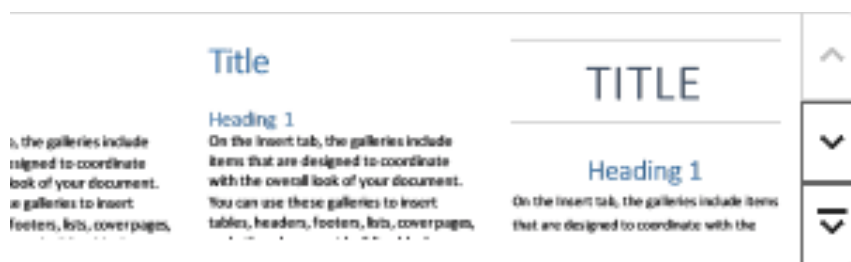 , the galleries include
esigned to coordinate
look of your document.
e galleries to insert
footers, lists, cover pages,
Title
Heading 1
On the Insert tab, the galleries include
items that are designed to coordinate
with the overall look of your document.
You can use these galleries to insert
tables, headers, footers, lists, cover pages,
TITLE
Heading 1
On the Insert tab, the galleries include items
that are designed to coordinate with the